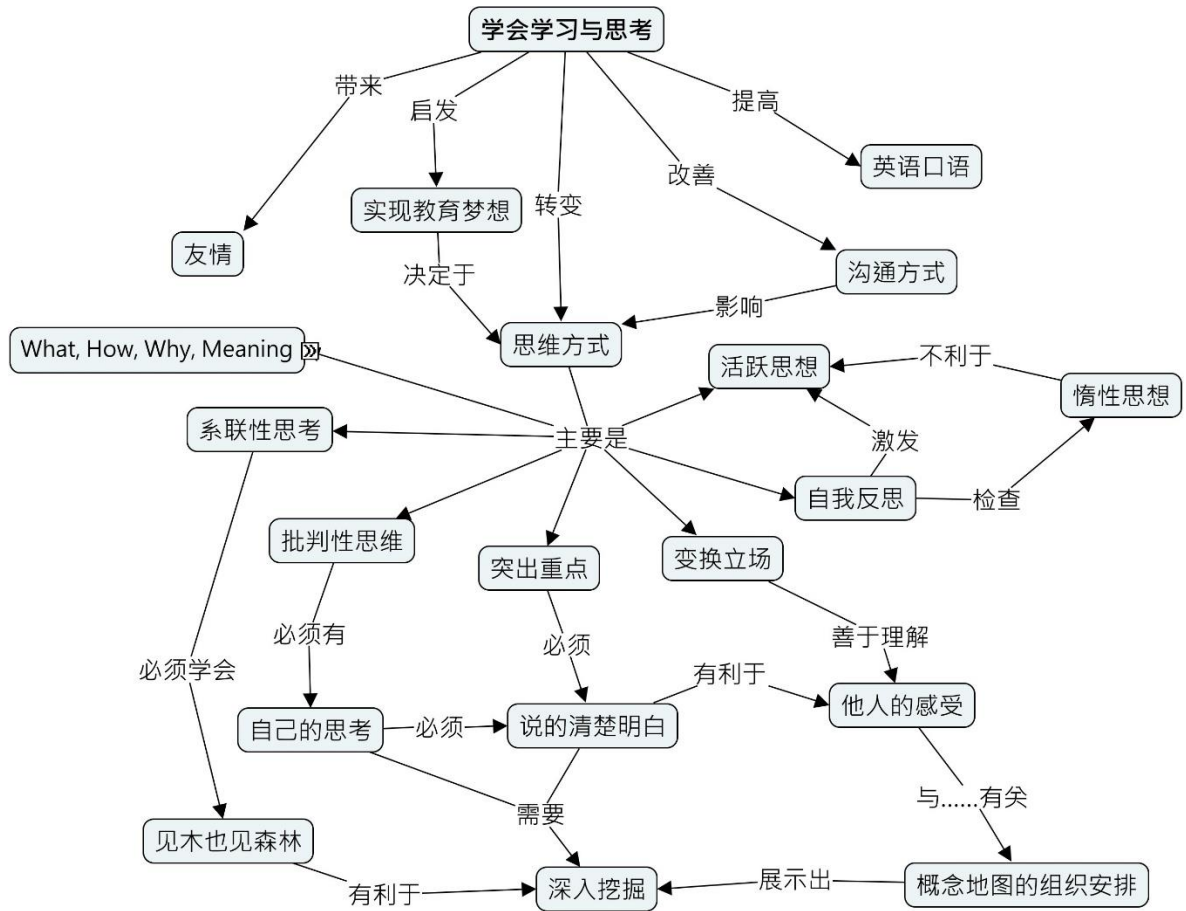 学会学习与思考
带来
启发
提高
转变
改善
英语口语
实现教育梦想
友情
决定于
沟通方式
影响
思维方式
What, How, Why, Meaning
活跃思想
不利于
惰性思想
系联性思考
主要是
激发
自我反思
检查
批判性思维
突出重点
变换立场
必须有
必须
善于理解
必须学会
有利于
他人的感受
自己的思考
必须
说的清楚明白
需要
与……有关
见木也见森林
有利于
深入挖掘
展示出
概念地图的组织安排